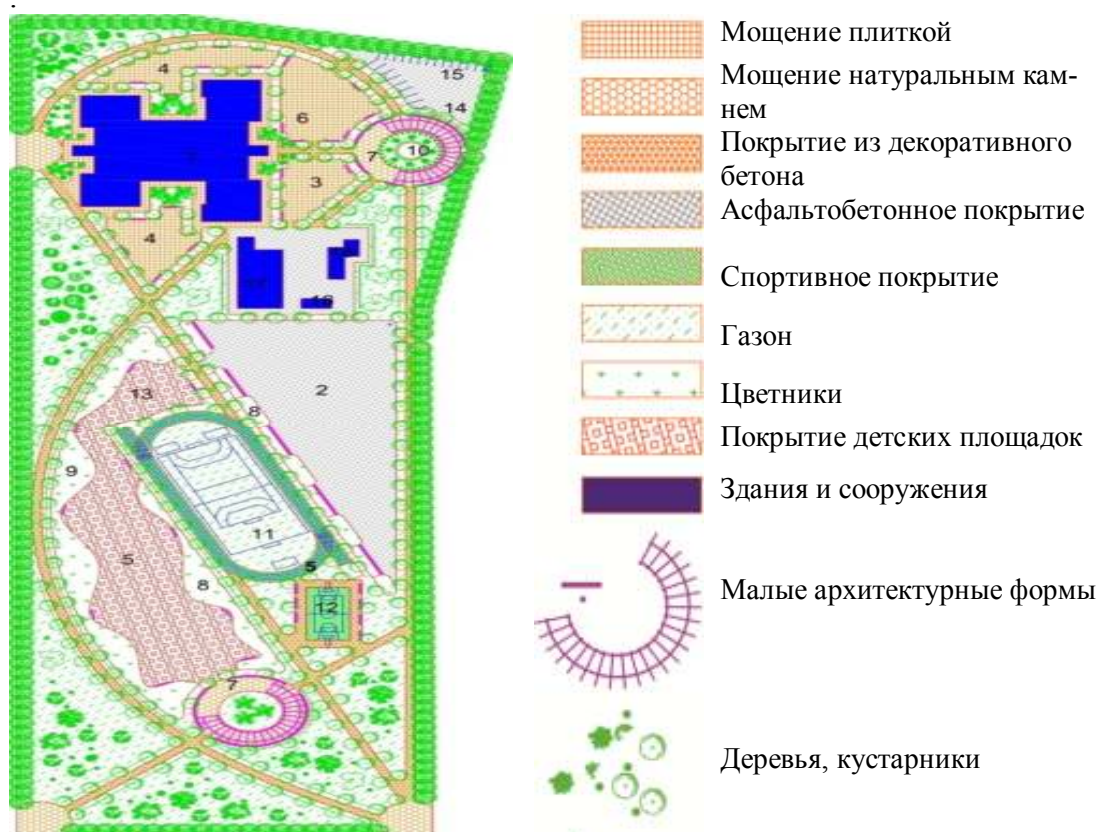 .
15
4
14
6
10
7
3
4
2
13
8
9
11
5
5
8
12
7
Мощение плиткой
Мощение натуральным кам-
нем
Покрытие из декоративного
бетона
Асфальтобетонное покрытие
Спортивное покрытие
Газон
Цветники
Покрытие детских площадок
Здания и сооружения
Малые архитектурные формы
Деревья, кустарники